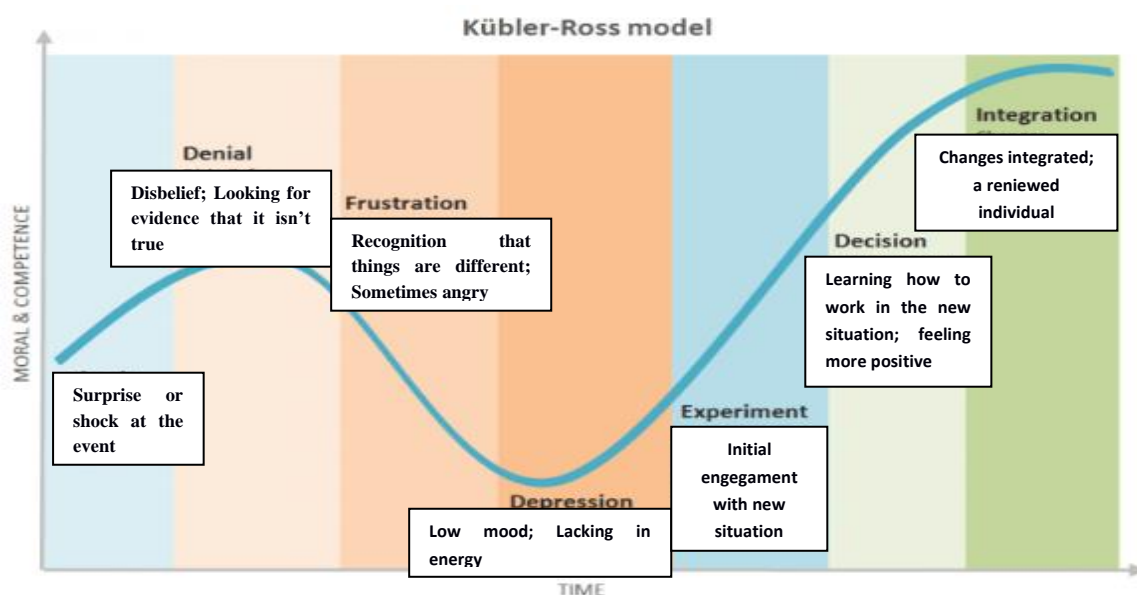 Kübler-Ross model
MORAL & COMPETENCE
Denial
Disbelief; Looking for
evidence that it isn't
true
Frustration
Recognition that
things are different;
Sometimes angry
Surprise or
shock at the
event
Depression
Low mood; Lacking in
energy
Experiment
Initial
engegament
with new
situation
Decision
Learning how to
work in the new
situation; feeling
more positive
Integration
Changes integrated;
a reniewed
individual
TIME